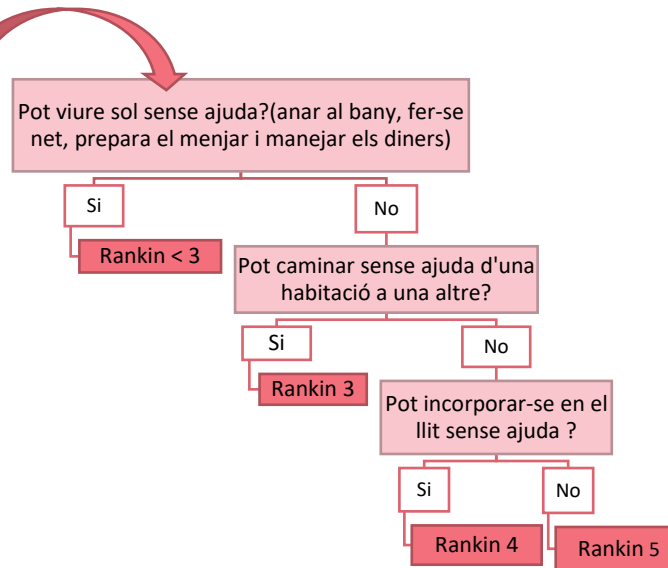 Pot viure sol sense ajuda?(anar al bany, fer-se
net, prepara el menjar i manejar els diners)
Si
No
Rankin < 3
Pot caminar sense ajuda d'una
habitació a una altre?
Si
No
Rankin 3
Pot incorporar-se en el
llit sense ajuda ?
Si
No
Rankin 4
Rankin 5